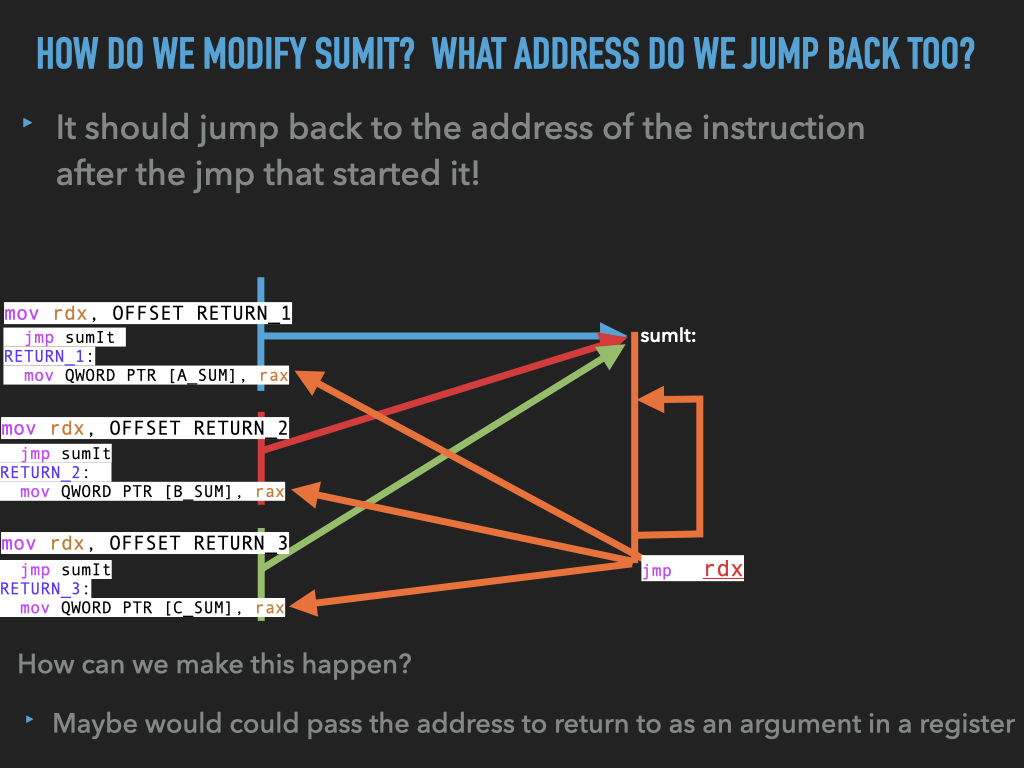 HOW DO WE MODIFY SUMIT? WHAT ADDRESS DO WE JUMP BACK TOO?
‣ It should jump back to the address of the instruction
after the jmp that started it!
mov rdx, OFFSET RETURN_1
jmp sumIt
RETURN_1:
mov QWORD PTR [A_SUM], rax
sumIt:
mov rdx, OFFSET RETURN_2
jmp sumIt
RETURN_2:
mov QWORD PTR [B_SUM], rax
mov rdx, OFFSET RETURN_3
jmp sumIt
RETURN_3:
mov QWORD PTR [C_SUM], rax
jmp rdx
How can we make this happen?
‣ Maybe would could pass the address to return to as an argument in a register